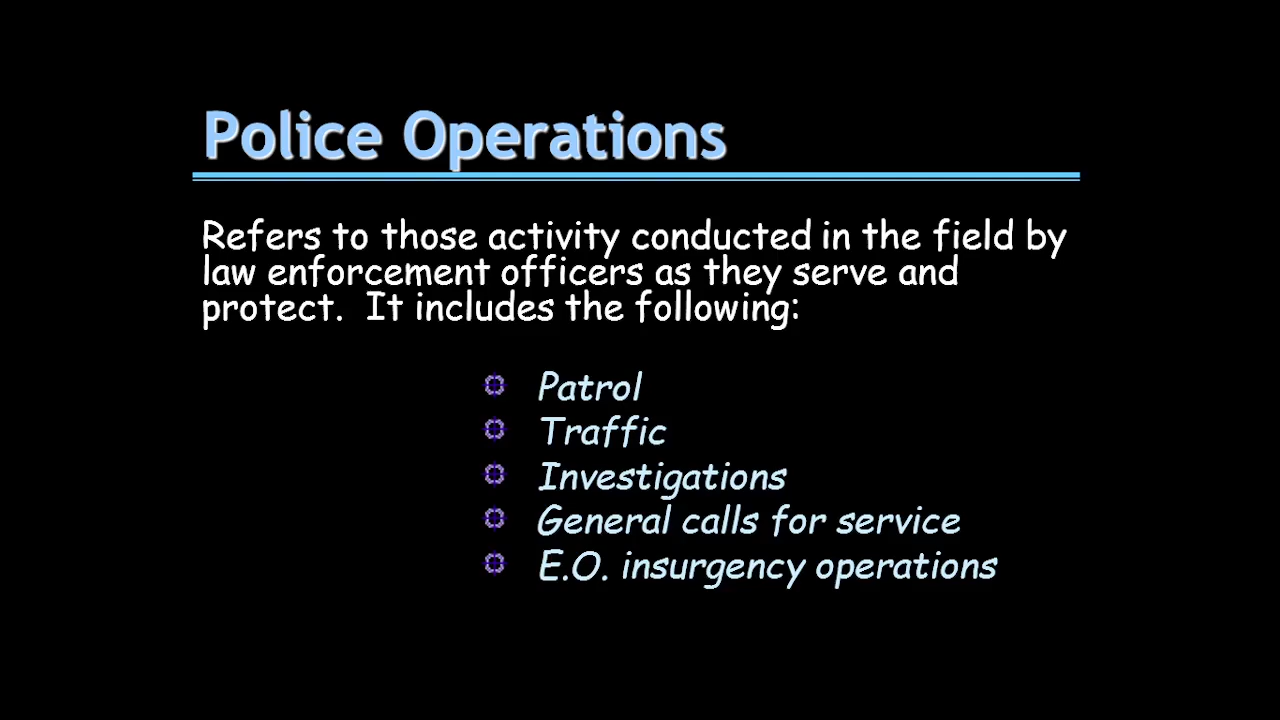 Police Operations
Refers to those activity conducted in the field by
law enforcement officers as they serve and
protect.  It includes the following:
Patrol
Traffic
Investigations
General calls for service
E.O. insurgency operations